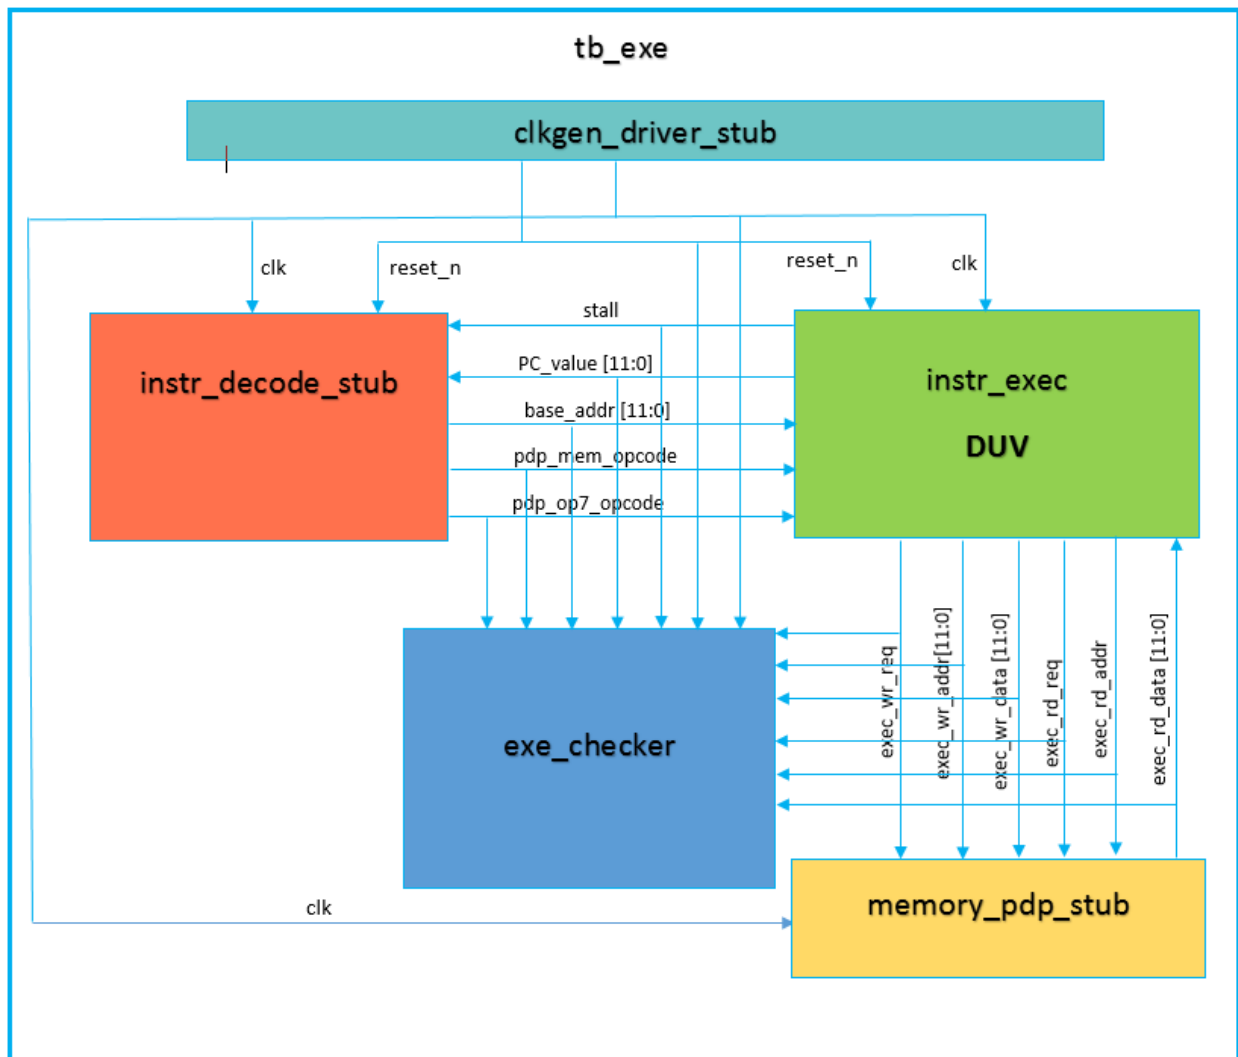 tb_exe
clkgen_driver_stub
clk
reset_n
reset_n
clk
stall
PC_value [11:0]
base_addr [11:0]
pdp_mem_opcode
pdp_op7_opcode
instr_decode_stub
instr_exec
DUV
exec_wr_req
exec_wr_addr[11:0]
exec_wr_data [11:0]
exec_rd_req
exec_rd_addr
exec_rd_data [11:0]
exe_checker
memory_pdp_stub
clk